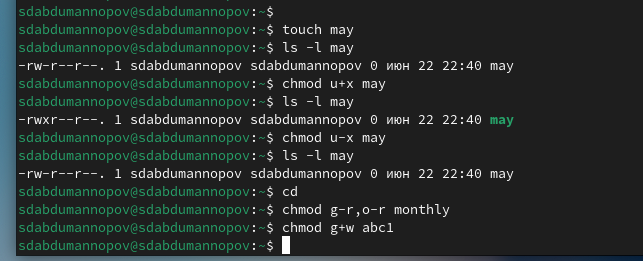 sdabdumannopov@sdabdumannopov:~$
sdabdumannopov@sdabdumannopov:~$ touch may
sdabdumannopov@sdabdumannopov:~$ ls -l may
-rw-r--r--. 1 sdabdumannopov sdabdumannopov 0 июн 22 22:40 may
sdabdumannopov@sdabdumannopov:~$ chmod u+x may
sdabdumannopov@sdabdumannopov:~$ ls -l may
-rwxr--r--. 1 sdabdumannopov sdabdumannopov 0 июн 22 22:40 may
sdabdumannopov@sdabdumannopov:~$ chmod u-x may
sdabdumannopov@sdabdumannopov:~$ ls -l may
-rw-r--r--. 1 sdabdumannopov sdabdumannopov 0 июн 22 22:40 may
sdabdumannopov@sdabdumannopov:~$ cd
sdabdumannopov@sdabdumannopov:~$ chmod g-r,o-r monthly
sdabdumannopov@sdabdumannopov:~$ chmod g+w abc1
sdabdumannopov@sdabdumannopov:~$